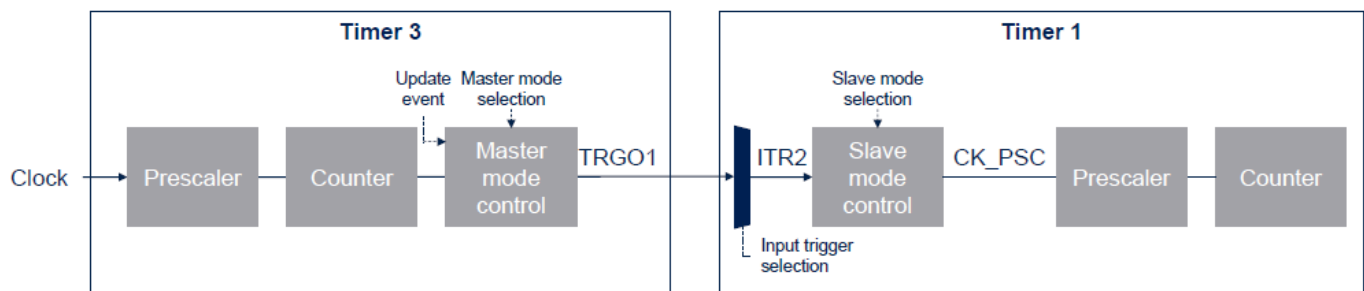 Timer 3
Timer 1
Update
event
Master mode
selection
Slave mode
selection
Clock
Prescaler
Counter
Master
mode
control
TRGO1
ITR2
Slave
mode
control
CK_PSC
Prescaler
Counter
Input trigger
selection